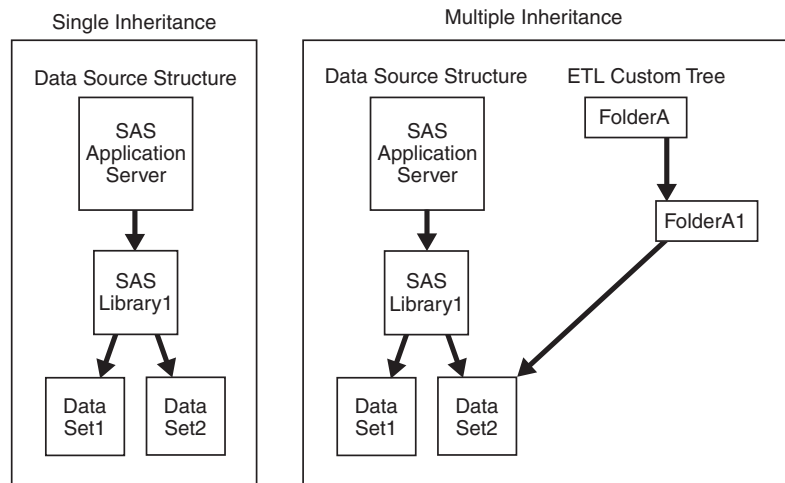 Single Inheritance
Data Source Structure
SAS
Application
Server
SAS
Library1
Data
Set1
Data
Set2
Multiple Inheritance
Data Source Structure
ETL Custom Tree
SAS
Application
Server
FolderA
FolderA1
SAS
Library1
Data
Set1
Data
Set2